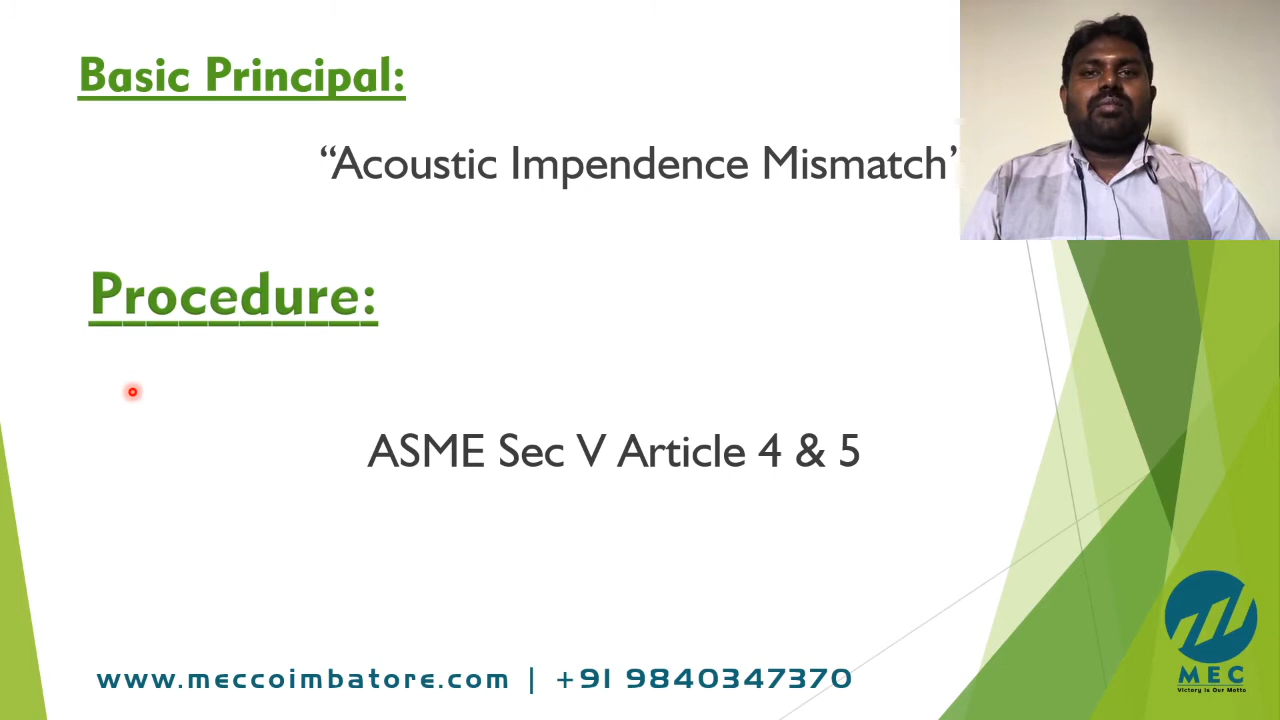 Basic Principal:
“Acoustic Impendence Mismatch’
Procedure:
ASME Sec V Article 4 & 5
www.meccoimbatore.com | +91 9840347370
MEC
Victory is Our Motto